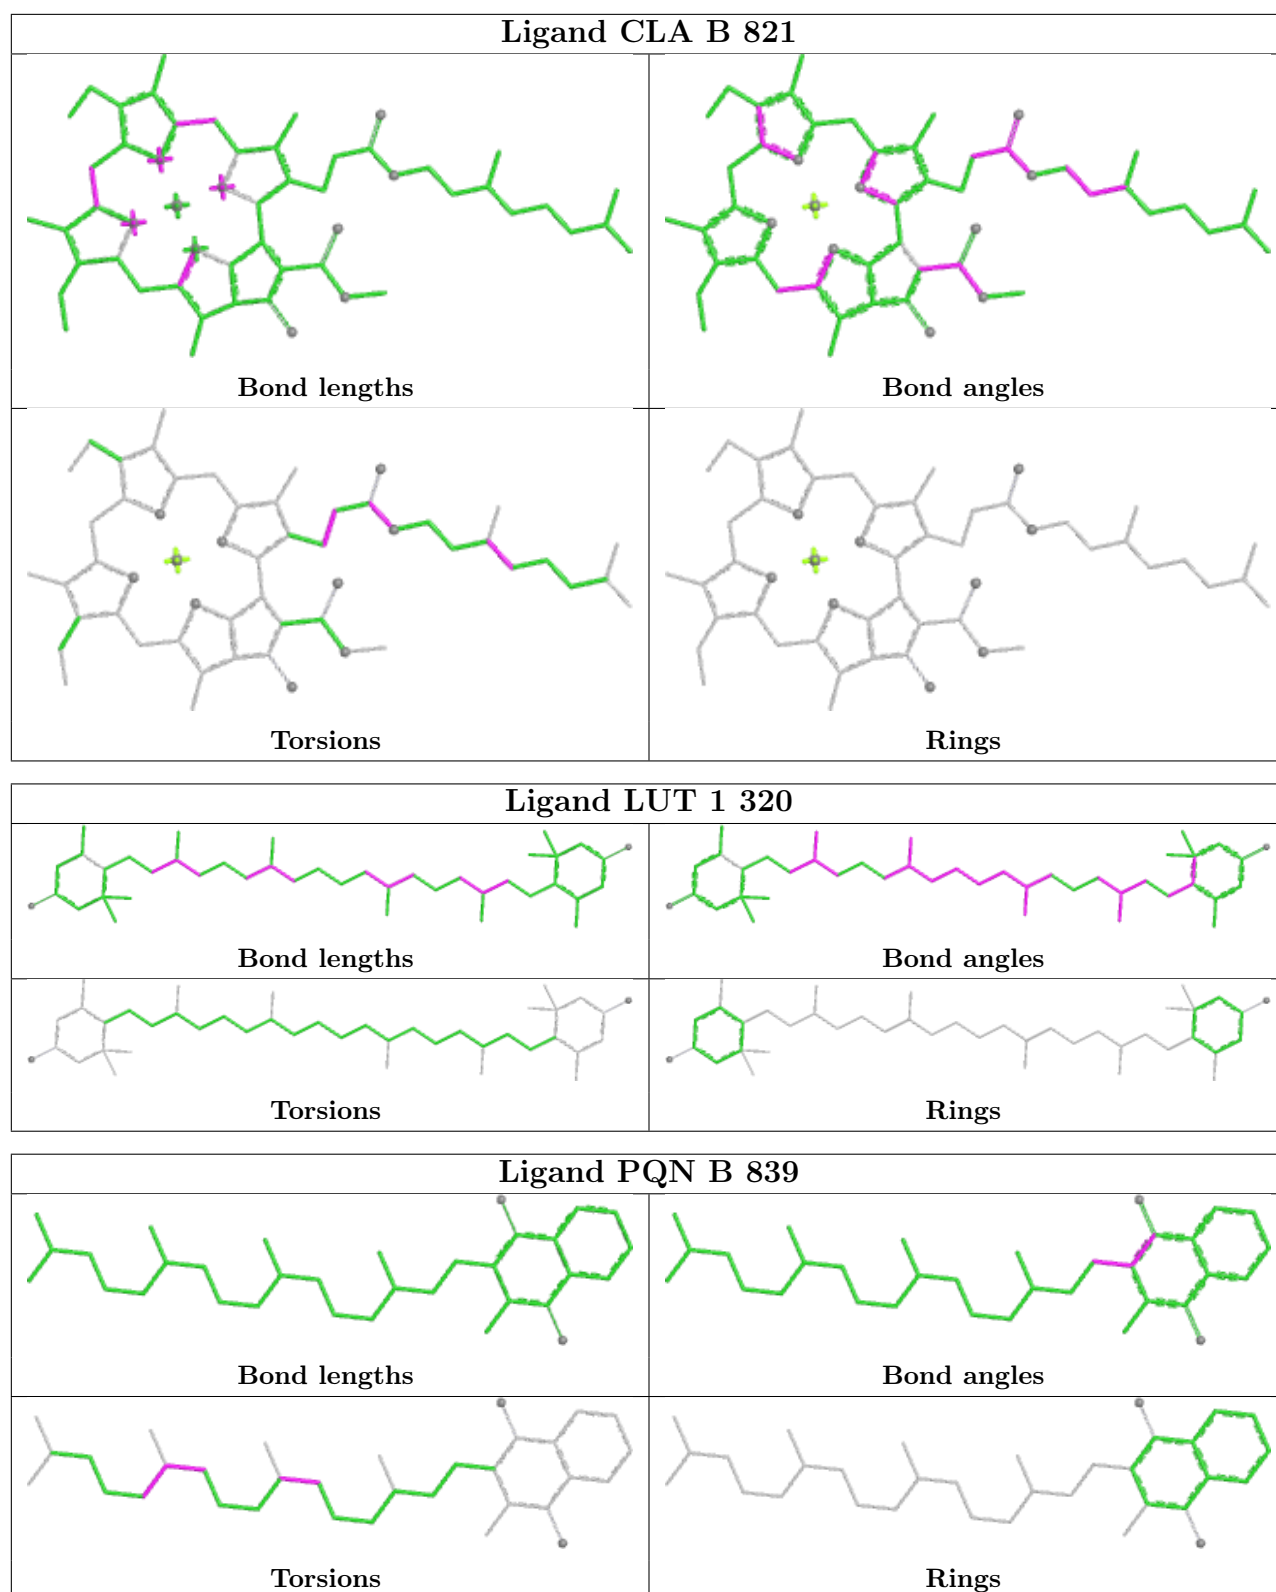 Ligand CLA B 821
Bond lengths
Bond angles
Torsions
Rings
Ligand LUT 1 320
Bond lengths
Bond angles
Torsions
Rings
Ligand PQN B 839
Bond lengths
Bond angles
Torsions
Rings